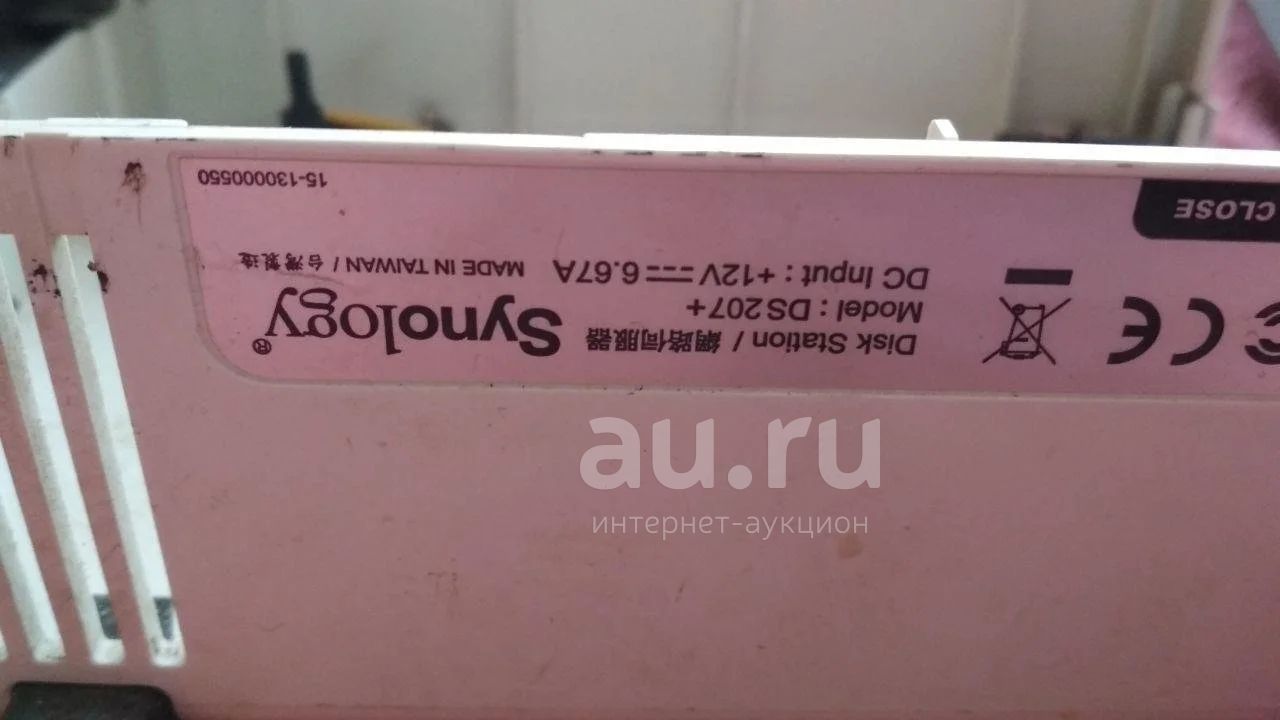 Disk Station / 網路伺服器
Model : DS207+
DC Input : +12V ⎓ 6.67A
Synology®
MADE IN TAIWAN / 台灣製造
15-130000550
CLOSE
CE
au.ru
интернет-аукцион